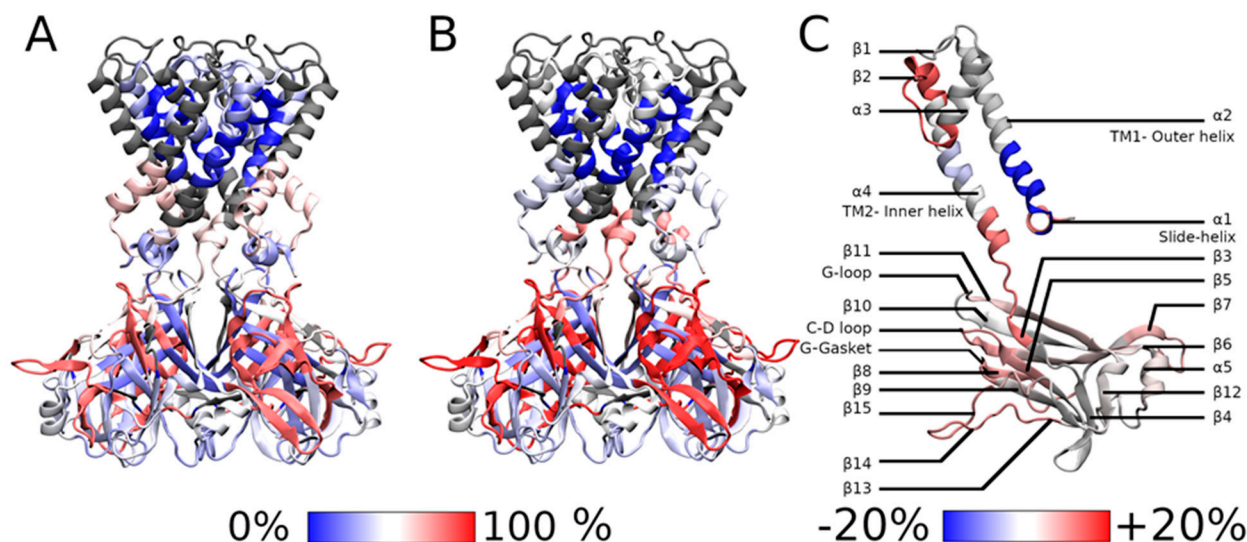 A
B
C
β1
β2
α3
α4
TM2- Inner helix
β11
G-loop
β10
C-D loop
G-Gasket
β8
β9
β15
β14
β13
α2
TM1- Outer helix
α1
Slide-helix
β3
β5
β7
β6
α5
β12
β4
0%
100 %
-20%
+20%